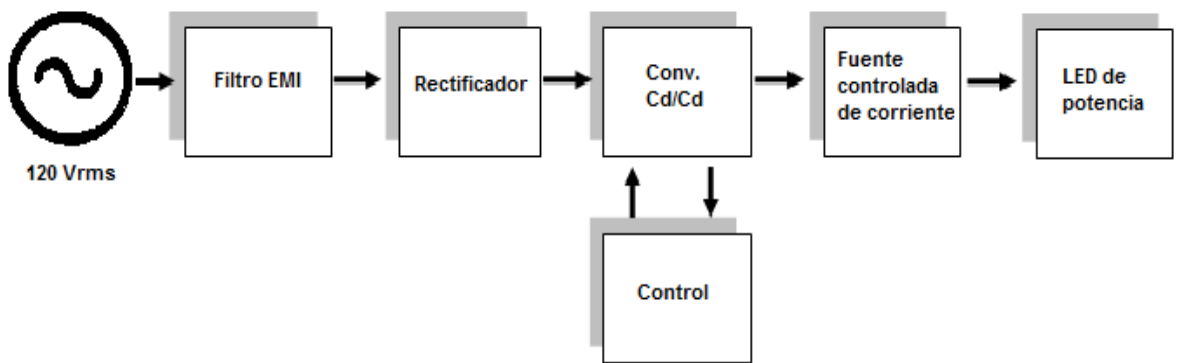 120 Vrms
Filtro EMI
Rectificador
Conv.
Cd/Cd
Fuente
controlada
de corriente
LED de
potencia
Control